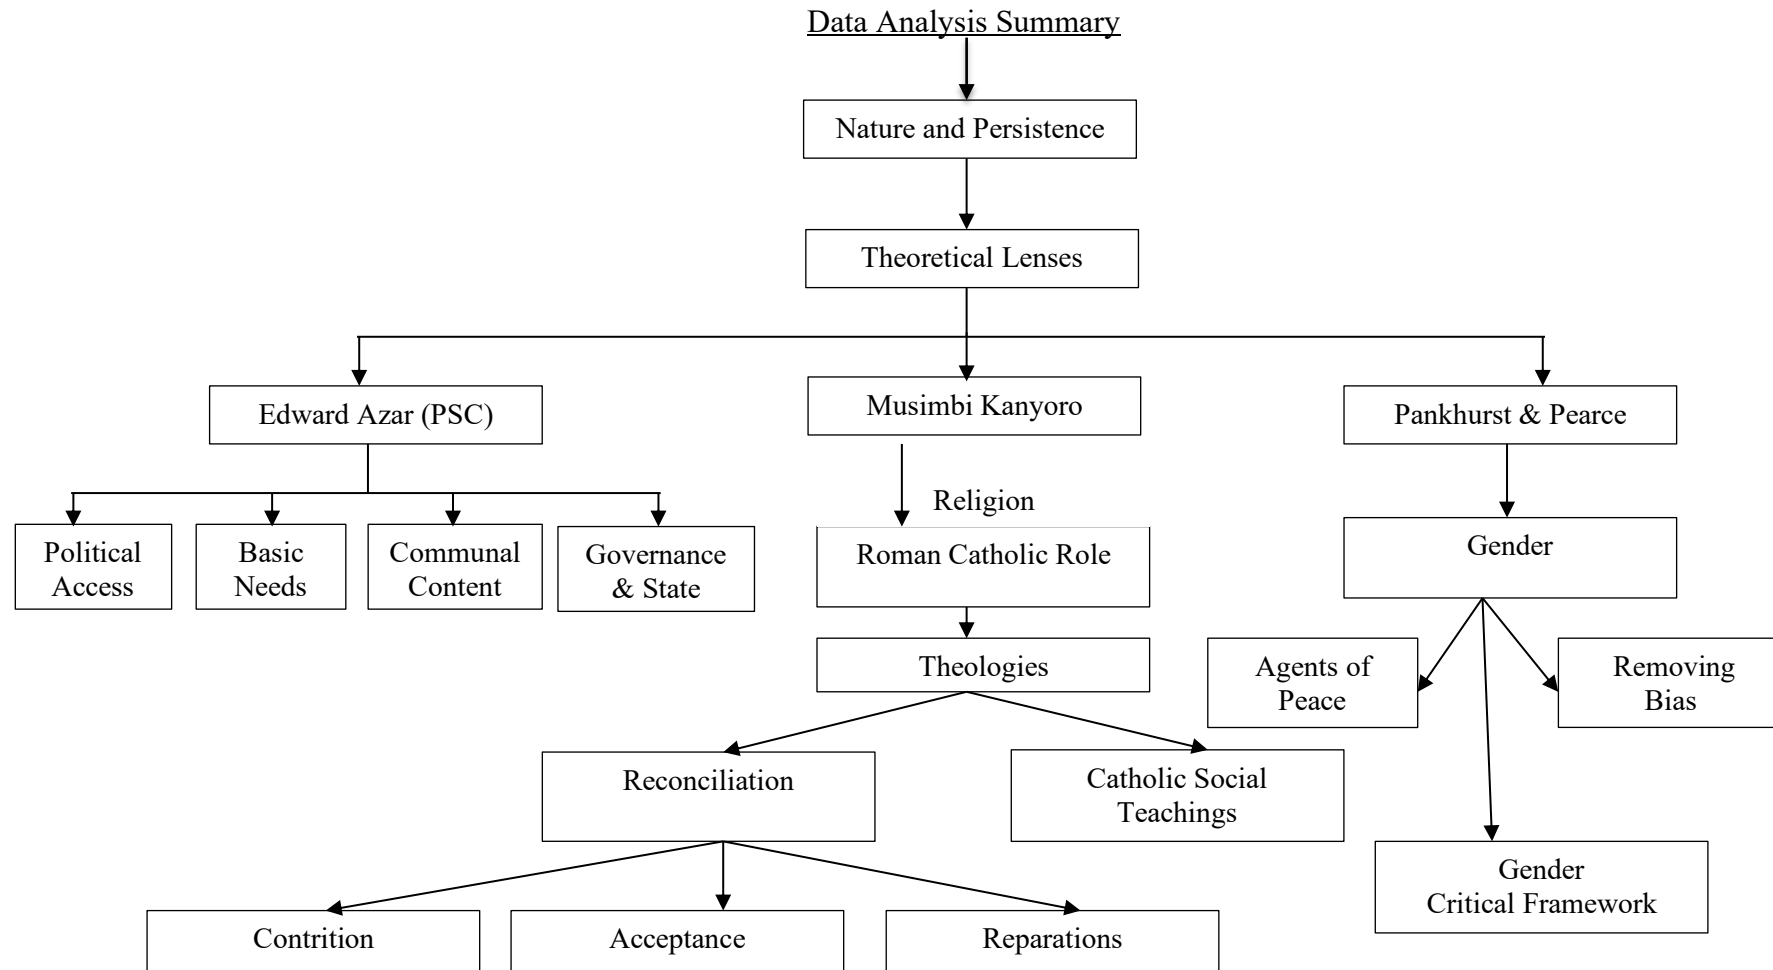 Data Analysis Summary
Nature and Persistence
Theoretical Lenses
Edward Azar (PSC)
Musimbi Kanyoro
Pankhurst & Pearce
Political
Access
Basic
Needs
Communal
Content
Governance
& State
Religion
Roman Catholic Role
Gender
Theologies
Agents of
Peace
Removing
Bias
Reconciliation
Catholic Social
Teachings
Gender
Critical Framework
Contrition
Acceptance
Reparations